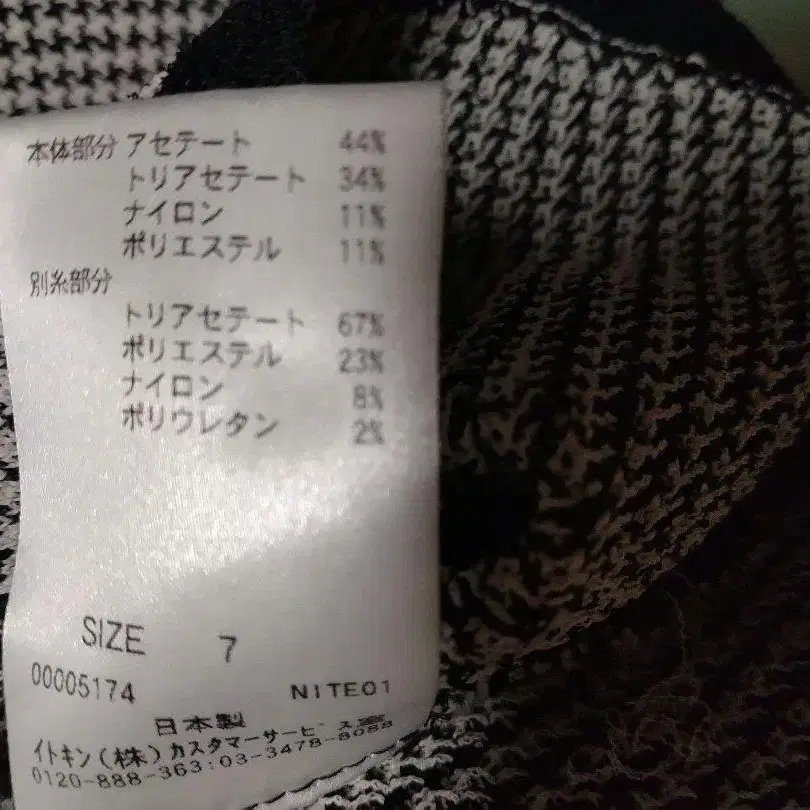 本体部分 アセテート 44%
トリアセテート 34%
ナイロン 11%
ポリエステル 11%
別糸部分
トリアセテート 67%
ポリエステル 23%
ナイロン 8%
ポリウレタン 2%
SIZE 7
00005174 NITE01
日本製
イトキン(株)カスタマーサービス室
0120-888-363:03-3478-8088